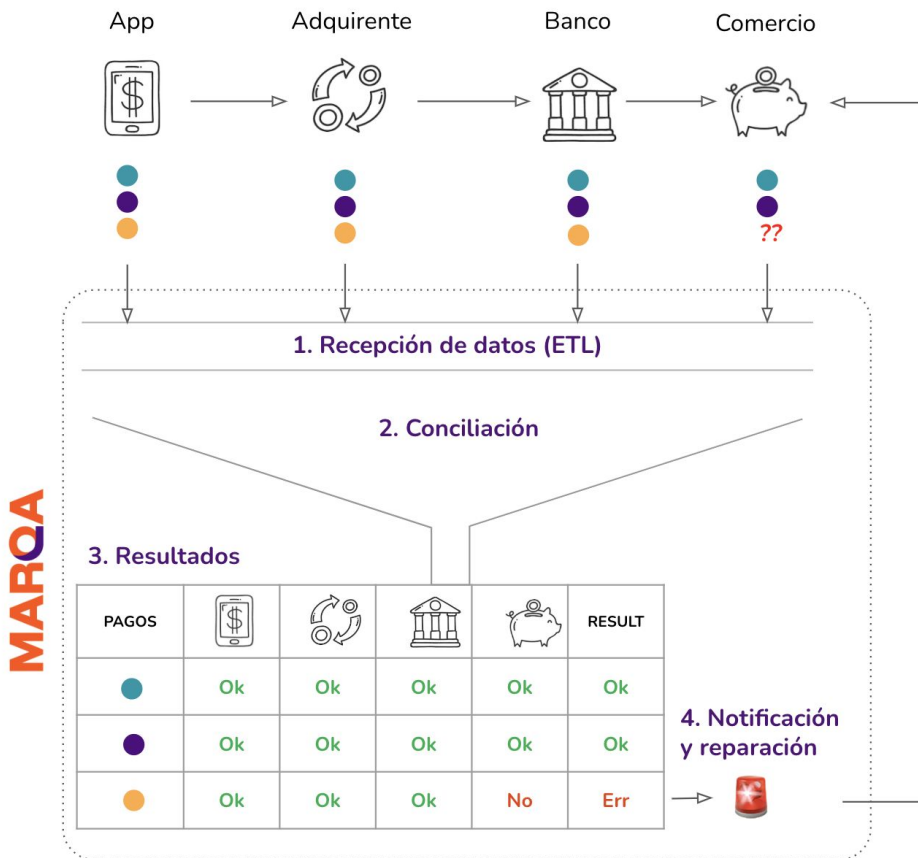 App Adquirente Banco Comercio
$
??
1. Recepción de datos (ETL)
2. Conciliación
MARQA
3. Resultados
PAGOS $ RESULT
Ok Ok Ok Ok Ok
Ok Ok Ok Ok Ok
Ok Ok Ok No Err
4. Notificación
y reparación